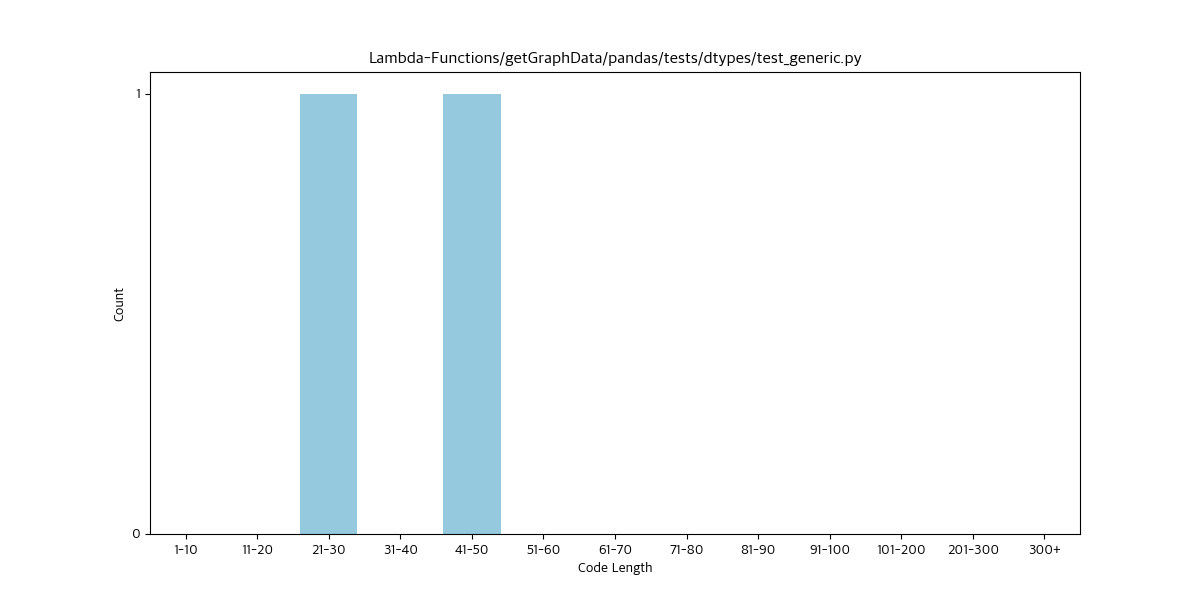 Lambda-Functions/getGraphData/pandas/tests/dtypes/test_generic.py
1
Count
0
1-10 11-20 21-30 31-40 41-50 51-60 61-70 71-80 81-90 91-100 101-200 201-300 300+
Code Length